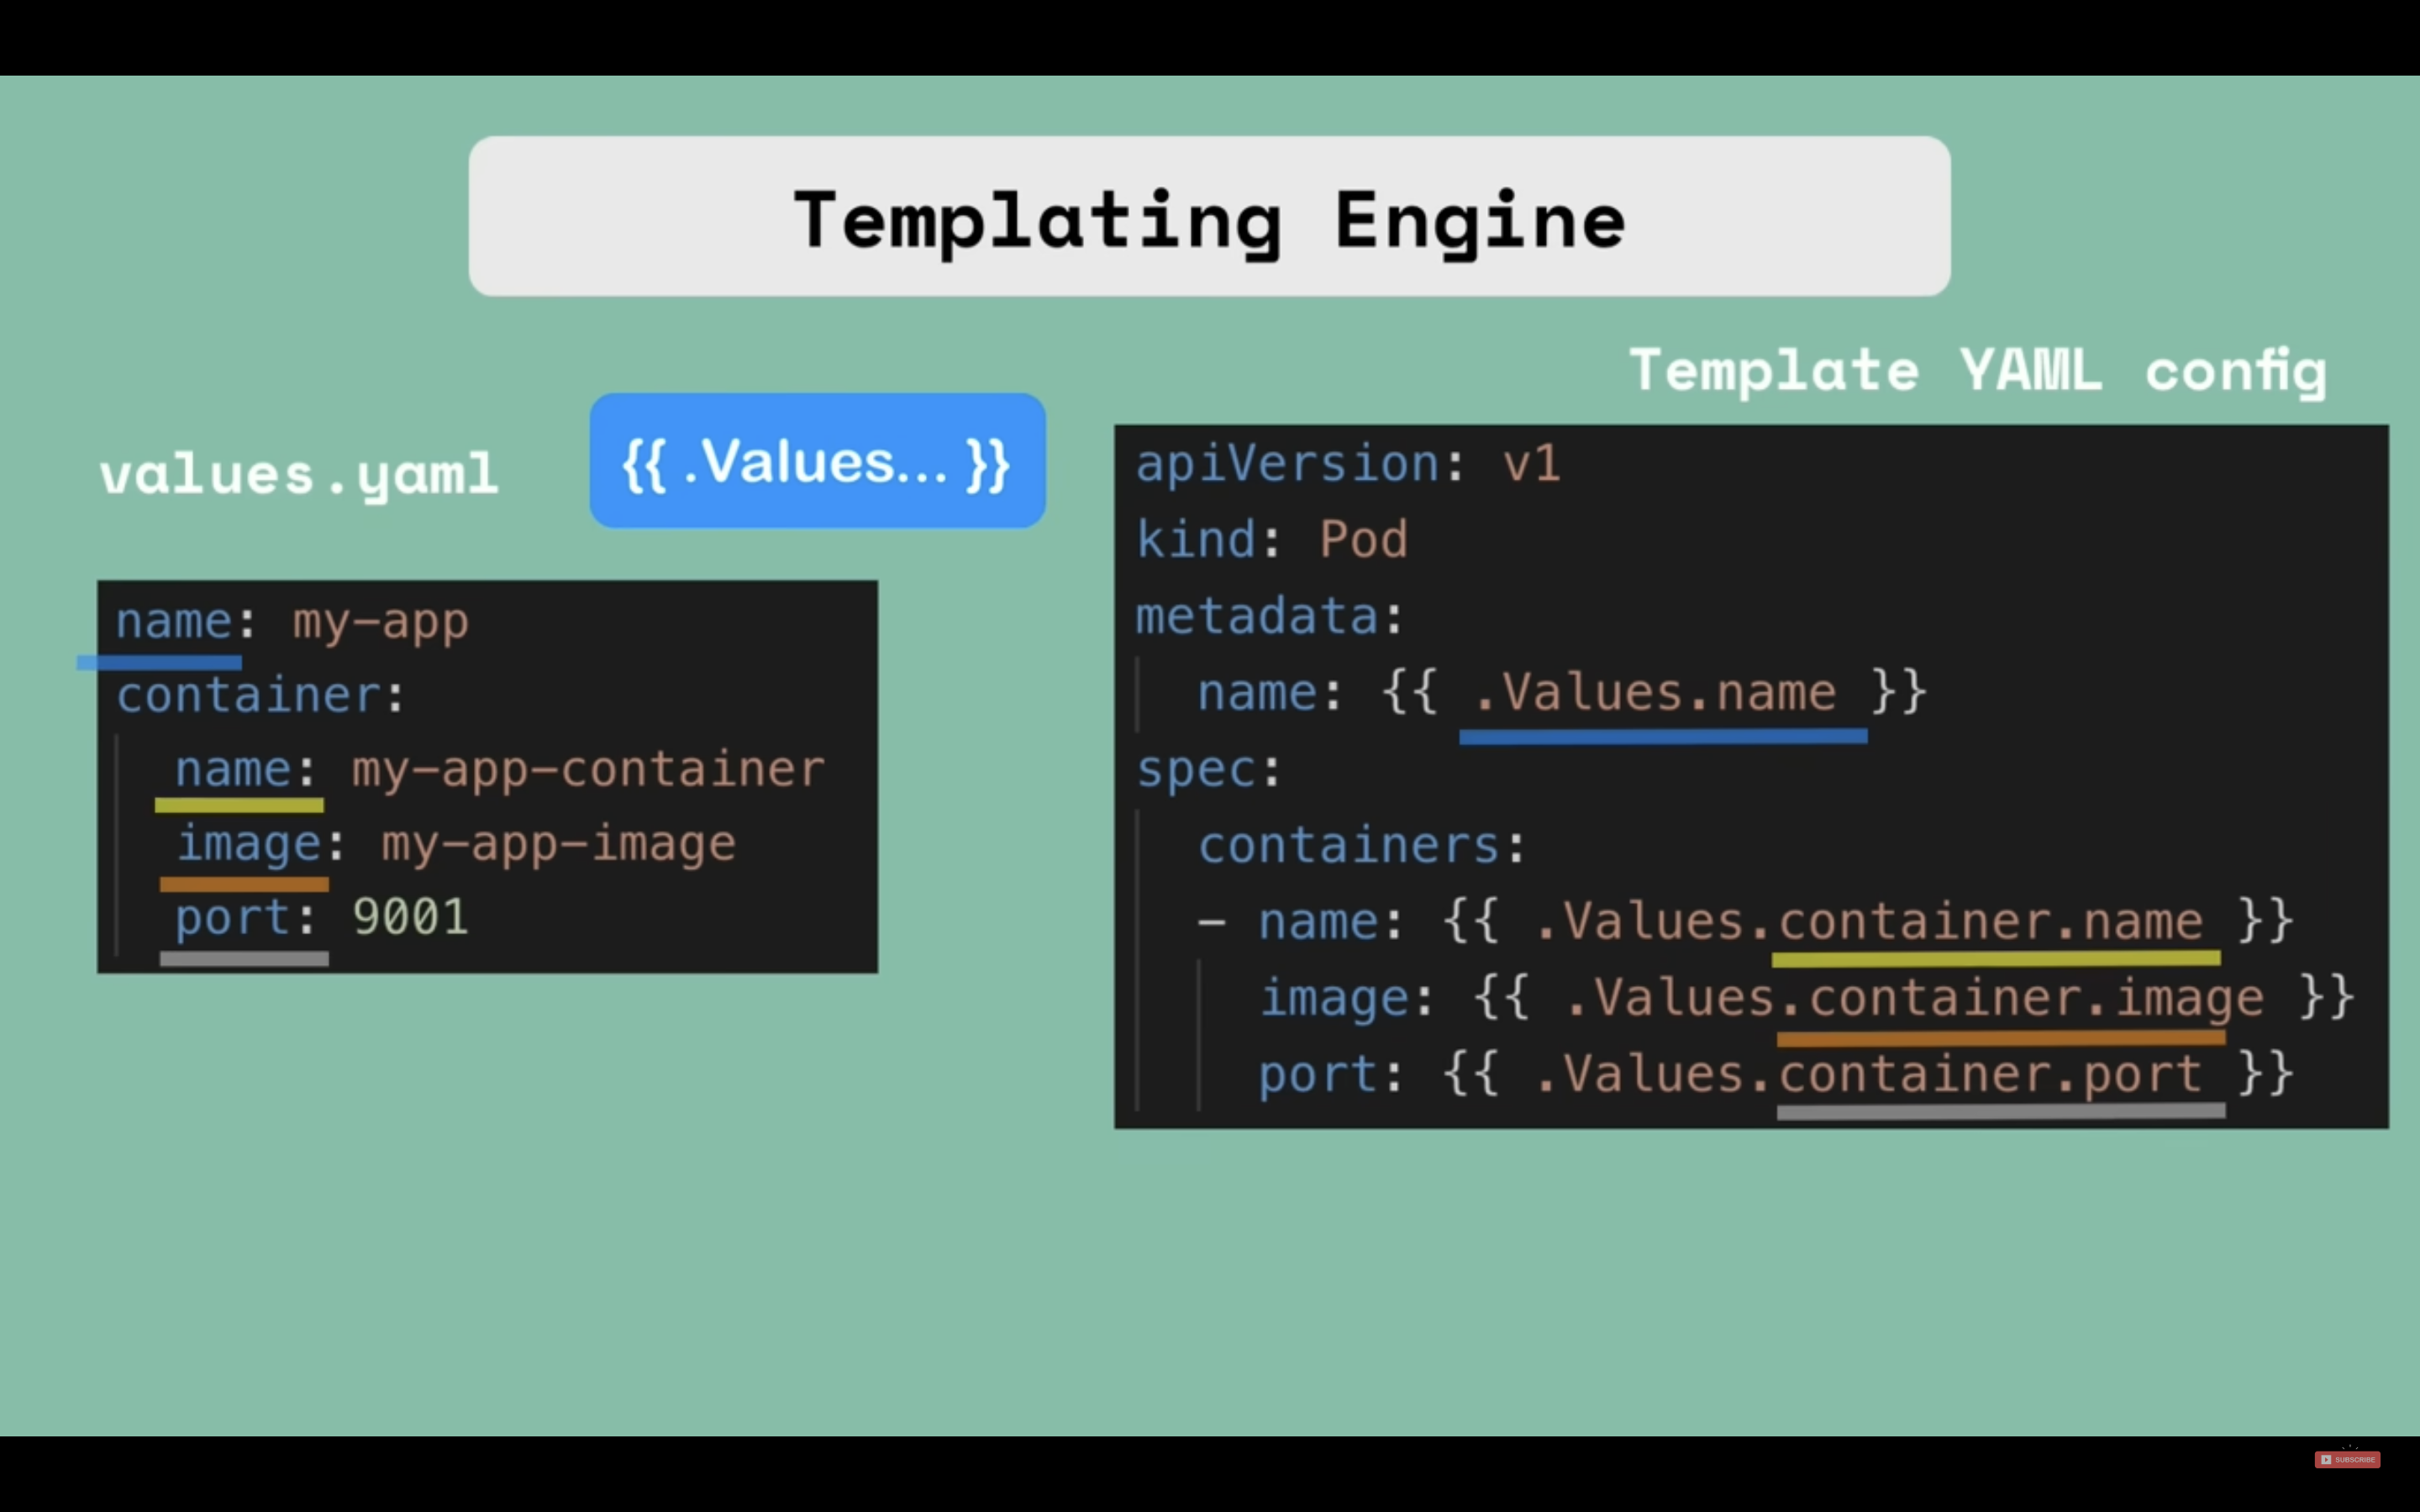 Templating Engine
values.yaml
{{ .Values... }}
name: my-app
container:
name: my-app-container
image: my-app-image
port: 9001
Template YAML config
apiVersion: v1
kind: Pod
metadata:
name: {{ .Values.name }}
spec:
containers:
- name: {{ .Values.container.name }}
image: {{ .Values.container.image }}
port: {{ .Values.container.port }}
SUBSCRIBE